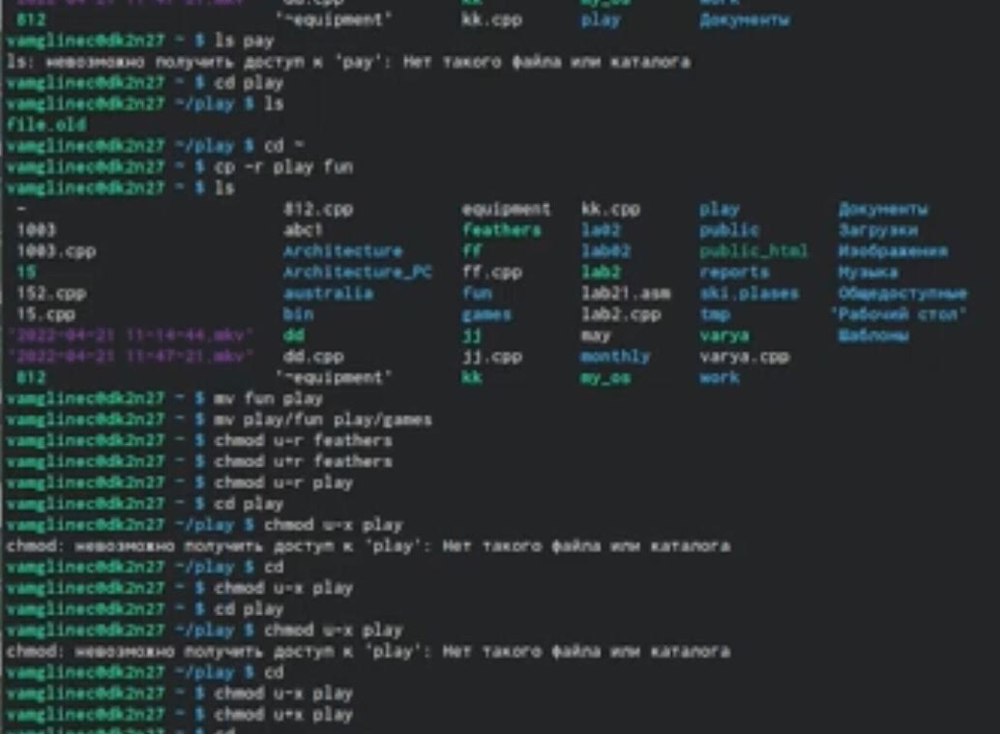 812 '~equipment' kk.cpp play Документы
vamglinec@dk2n27 ~ $ ls pay
ls: невозможно получить доступ к 'pay': Нет такого файла или каталога
vamglinec@dk2n27 ~ $ cd play
vamglinec@dk2n27 ~/play $ ls
file.old
vamglinec@dk2n27 ~/play $ cd ~
vamglinec@dk2n27 ~ $ cp -r play fun
vamglinec@dk2n27 ~ $ ls
~ 812.cpp equipment kk.cpp play Документы
1003 abc1 feathers la02 public Загрузки
1003.cpp Architecture ff lab02 public_html Изображения
15 Architecture_PC ff.cpp lab2 reports Музыка
152.cpp australia fun lab21.asm ski.plases Общедоступные
15.cpp bin games lab2.cpp tmp 'Рабочий стол'
'2022-04-21 11-14-44.mkv' dd jj may varya Шаблоны
'2022-04-21 11-47-21.mkv' dd.cpp jj.cpp monthly varya.cpp
812 '~equipment' kk my_os work
vamglinec@dk2n27 ~ $ mv fun play
vamglinec@dk2n27 ~ $ mv play/fun play/games
vamglinec@dk2n27 ~ $ chmod u-r feathers
vamglinec@dk2n27 ~ $ chmod u+r feathers
vamglinec@dk2n27 ~ $ chmod u-r play
vamglinec@dk2n27 ~ $ cd play
vamglinec@dk2n27 ~/play $ chmod u-x play
chmod: невозможно получить доступ к 'play': Нет такого файла или каталога
vamglinec@dk2n27 ~/play $ cd
vamglinec@dk2n27 ~ $ chmod u-x play
vamglinec@dk2n27 ~ $ cd play
vamglinec@dk2n27 ~/play $ chmod u-x play
chmod: невозможно получить доступ к 'play': Нет такого файла или каталога
vamglinec@dk2n27 ~/play $ cd
vamglinec@dk2n27 ~ $ chmod u-x play
vamglinec@dk2n27 ~ $ chmod u+x play